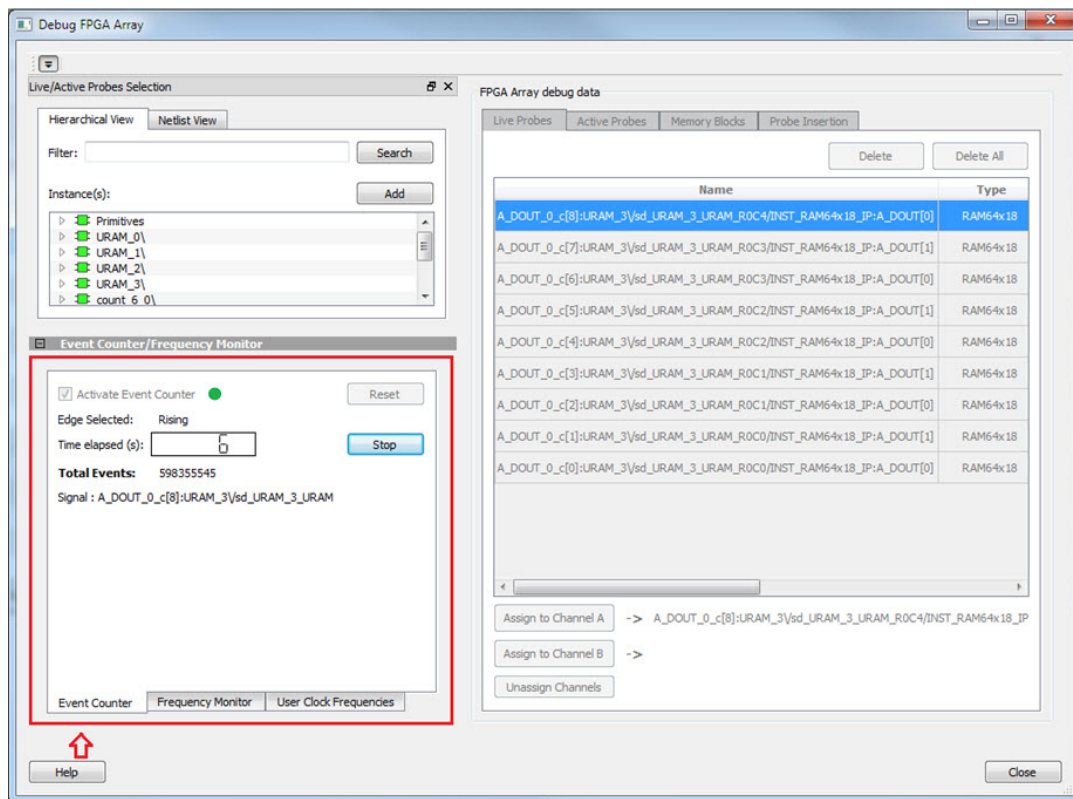 Debug FPGA Array
Live/Active Probes Selection
Hierarchical View
Netlist View
Filter:
Search
Instance(s):
Add
Primitives
URAM_0\
URAM_1\
URAM_2\
URAM_3\
count_6_0\
Event Counter/Frequency Monitor
Activate Event Counter
Reset
Edge Selected: Rising
Time elapsed (s): 6
Stop
Total Events: 598355545
Signal : A_DOUT_0_c[8]:URAM_3\/sd_URAM_3_URAM
Event Counter
Frequency Monitor
User Clock Frequencies
Help
FPGA Array debug data
Live Probes
Active Probes
Memory Blocks
Probe Insertion
Delete
Delete All
Name Type
A_DOUT_0_c[8]:URAM_3\/sd_URAM_3_URAM_R0C4/INST_RAM64x18_IP:A_DOUT[0] RAM64x18
A_DOUT_0_c[7]:URAM_3\/sd_URAM_3_URAM_R0C3/INST_RAM64x18_IP:A_DOUT[1] RAM64x18
A_DOUT_0_c[6]:URAM_3\/sd_URAM_3_URAM_R0C3/INST_RAM64x18_IP:A_DOUT[0] RAM64x18
A_DOUT_0_c[5]:URAM_3\/sd_URAM_3_URAM_R0C2/INST_RAM64x18_IP:A_DOUT[1] RAM64x18
A_DOUT_0_c[4]:URAM_3\/sd_URAM_3_URAM_R0C2/INST_RAM64x18_IP:A_DOUT[0] RAM64x18
A_DOUT_0_c[3]:URAM_3\/sd_URAM_3_URAM_R0C1/INST_RAM64x18_IP:A_DOUT[1] RAM64x18
A_DOUT_0_c[2]:URAM_3\/sd_URAM_3_URAM_R0C1/INST_RAM64x18_IP:A_DOUT[0] RAM64x18
A_DOUT_0_c[1]:URAM_3\/sd_URAM_3_URAM_R0C0/INST_RAM64x18_IP:A_DOUT[1] RAM64x18
A_DOUT_0_c[0]:URAM_3\/sd_URAM_3_URAM_R0C0/INST_RAM64x18_IP:A_DOUT[0] RAM64x18
Assign to Channel A -> A_DOUT_0_c[8]:URAM_3\/sd_URAM_3_URAM_R0C4/INST_RAM64x18_IP
Assign to Channel B ->
Unassign Channels
Close